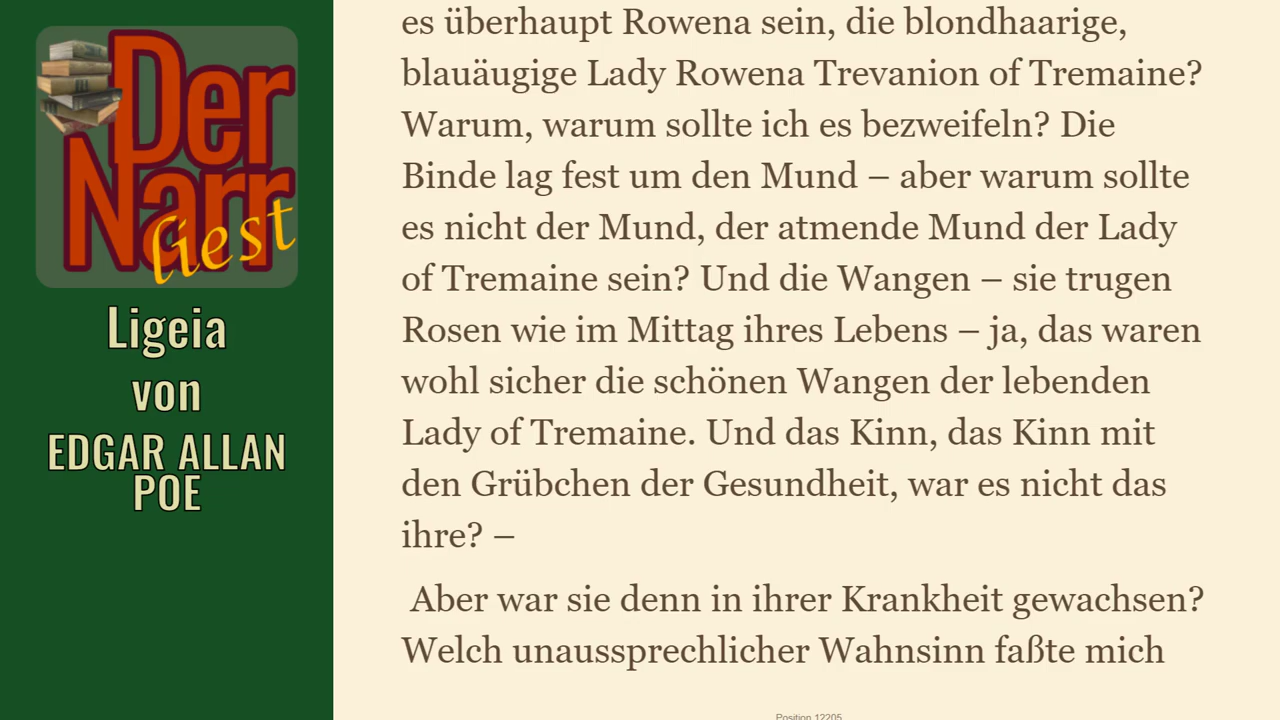 Der
Narr
liest
Ligeia
von
EDGAR ALLAN
POE
es überhaupt Rowena sein, die blondhaarige,
blauäugige Lady Rowena Trevanion of Tremaine?
Warum, warum sollte ich es bezweifeln? Die
Binde lag fest um den Mund – aber warum sollte
es nicht der Mund, der atmende Mund der Lady
of Tremaine sein? Und die Wangen – sie trugen
Rosen wie im Mittag ihres Lebens – ja, das waren
wohl sicher die schönen Wangen der lebenden
Lady of Tremaine. Und das Kinn, das Kinn mit
den Grübchen der Gesundheit, war es nicht das
ihre? –
Aber war sie denn in ihrer Krankheit gewachsen?
Welch unaussprechlicher Wahnsinn faßte mich
Position 12205